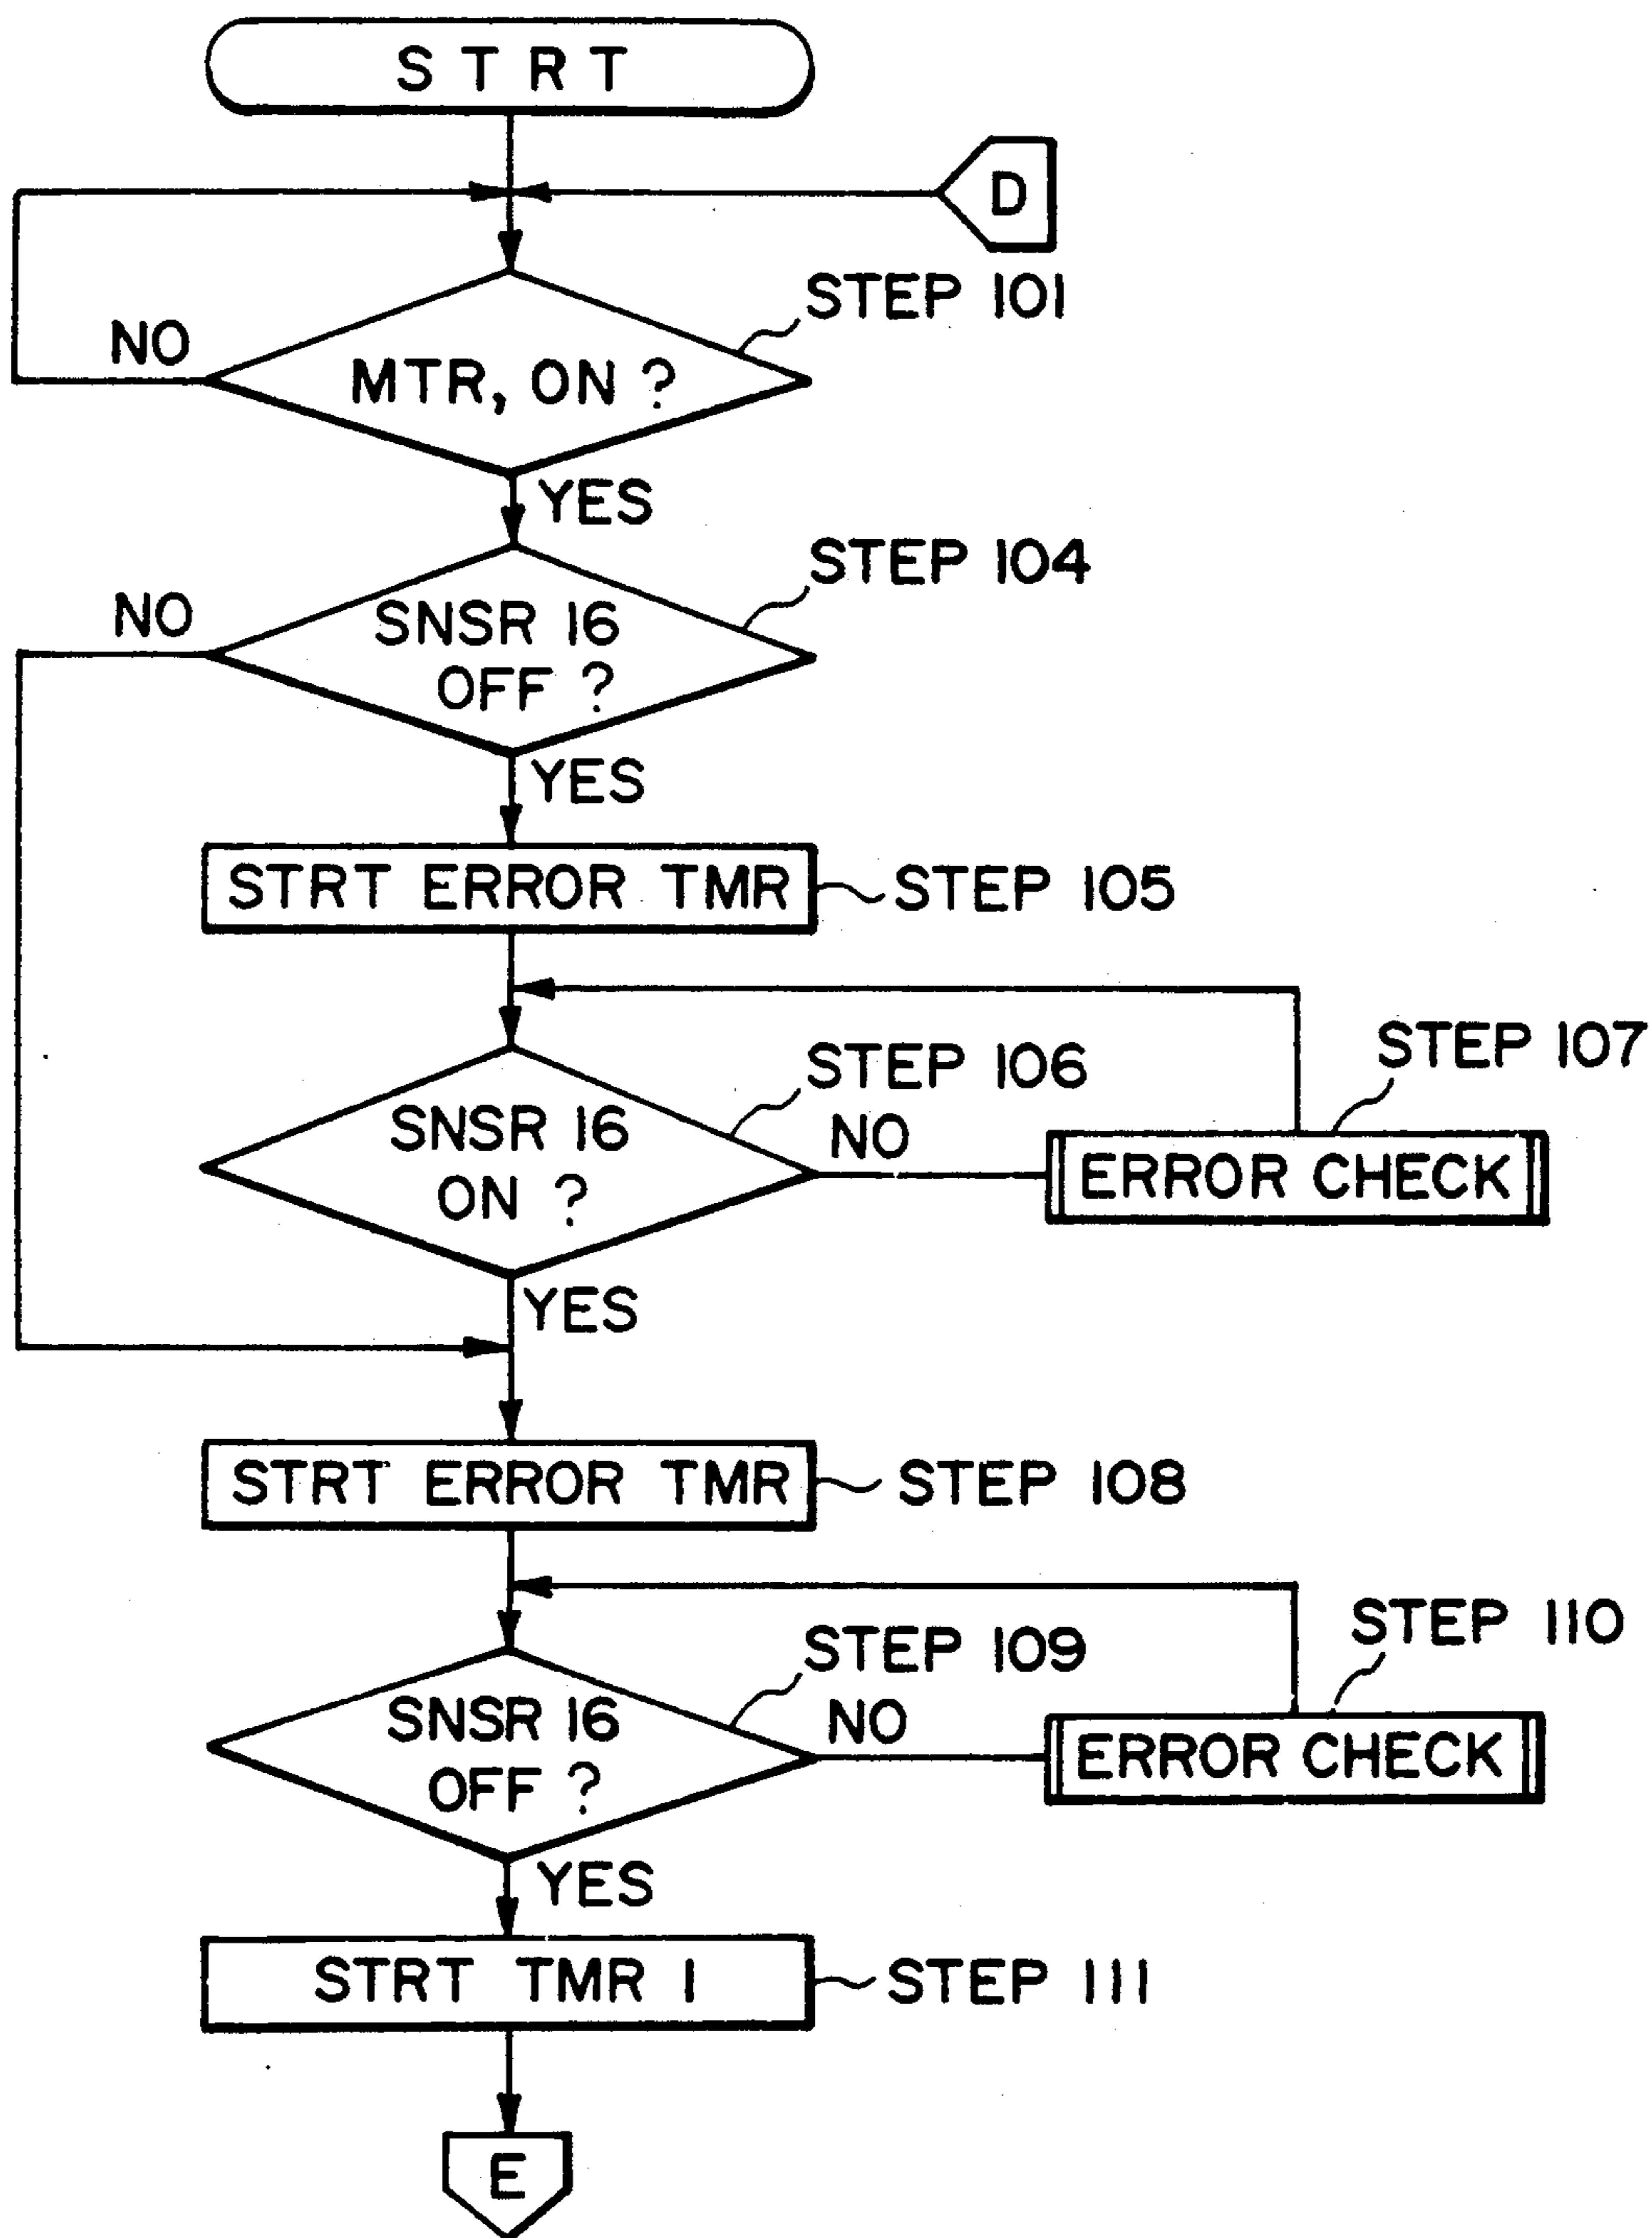 STRT
D
STEP 101
NO
MTR, ON ?
YES
STEP 104
NO
SNSR 16
OFF ?
YES
STRT ERROR TMR
STEP 105
STEP 107
STEP 106
SNSR 16
ON ?
NO
ERROR CHECK
YES
STRT ERROR TMR
STEP 108
STEP 110
STEP 109
SNSR 16
OFF ?
NO
ERROR CHECK
YES
STRT TMR 1
STEP 111
E